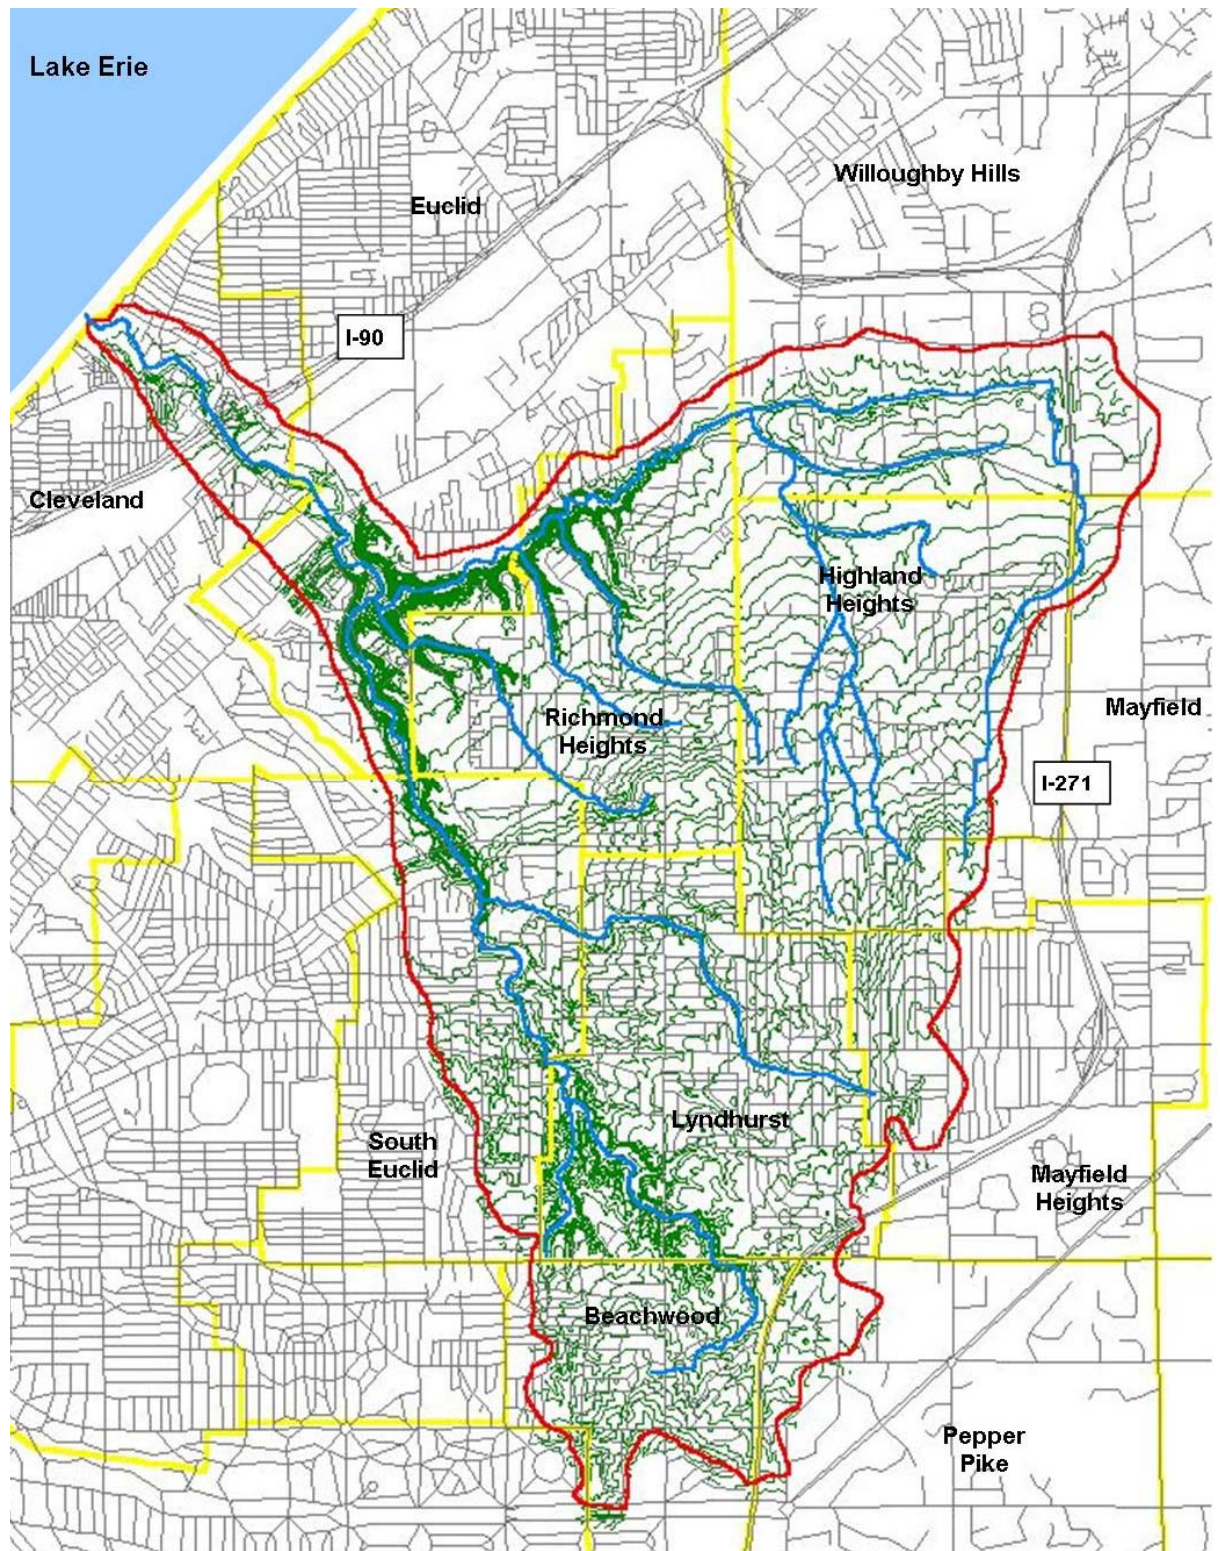 Lake Erie
Willoughby Hills
Euclid
I-90
Cleveland
Highland
Heights
Mayfield
Richmond
Heights
I-271
Lyndhurst
South
Euclid
Mayfield
Heights
Beachwood
Pepper
Pike